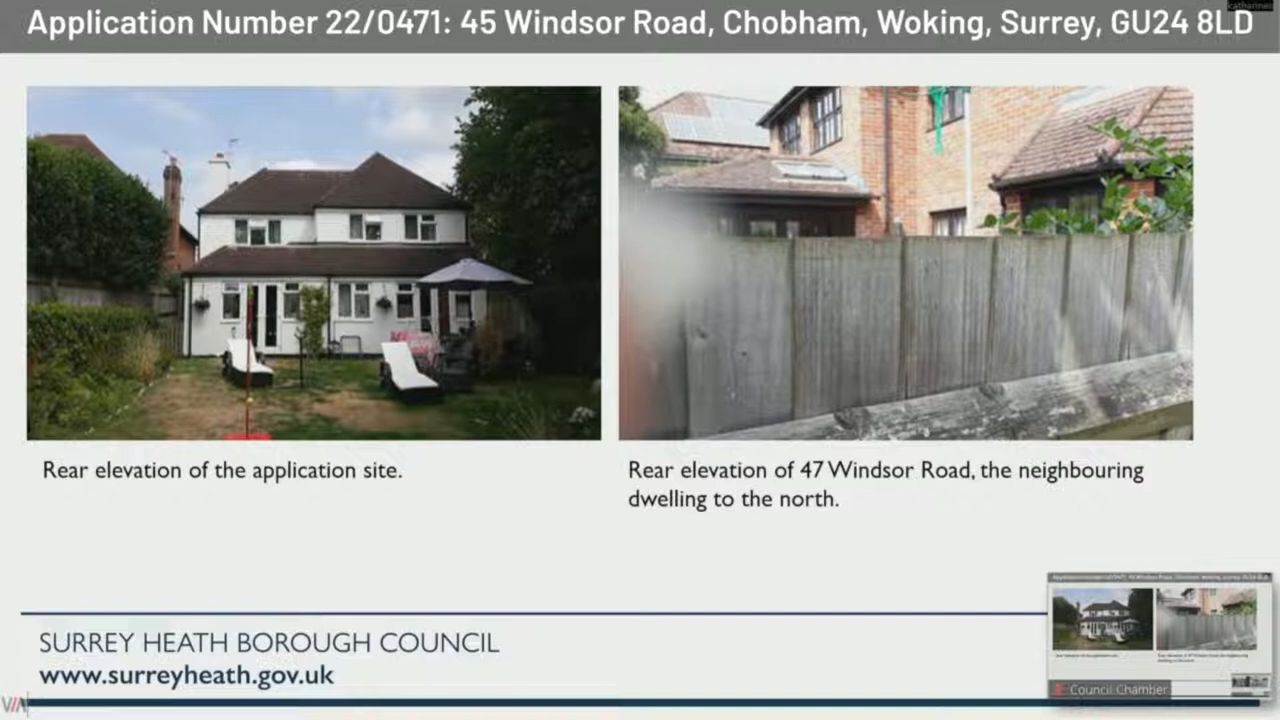 Application Number 22/0471: 45 Windsor Road, Chobham, Woking, Surrey, GU24 8LD
Rear elevation of the application site.
Rear elevation of 47 Windsor Road, the neighbouring
dwelling to the north.
SURREY HEATH BOROUGH COUNCIL
www.surreyheath.gov.uk
Council Chamber